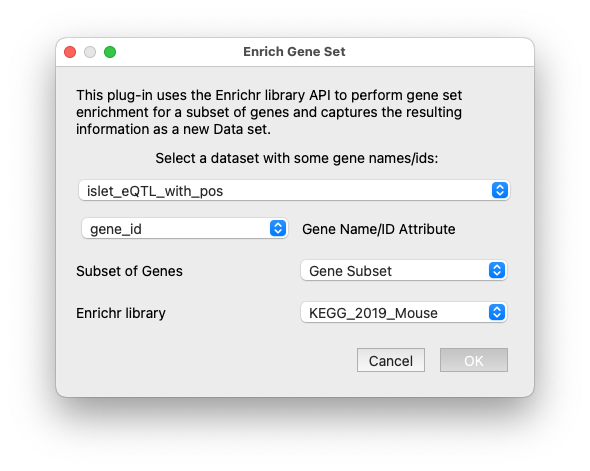 Enrich Gene Set
This plug-in uses the Enrichr library API to perform gene set
enrichment for a subset of genes and captures the resulting
information as a new Data set.
Select a dataset with some gene names/ids:
islet_eQTL_with_pos
gene_id
Gene Name/ID Attribute
Subset of Genes
Gene Subset
Enrichr library
KEGG_2019_Mouse
Cancel
OK